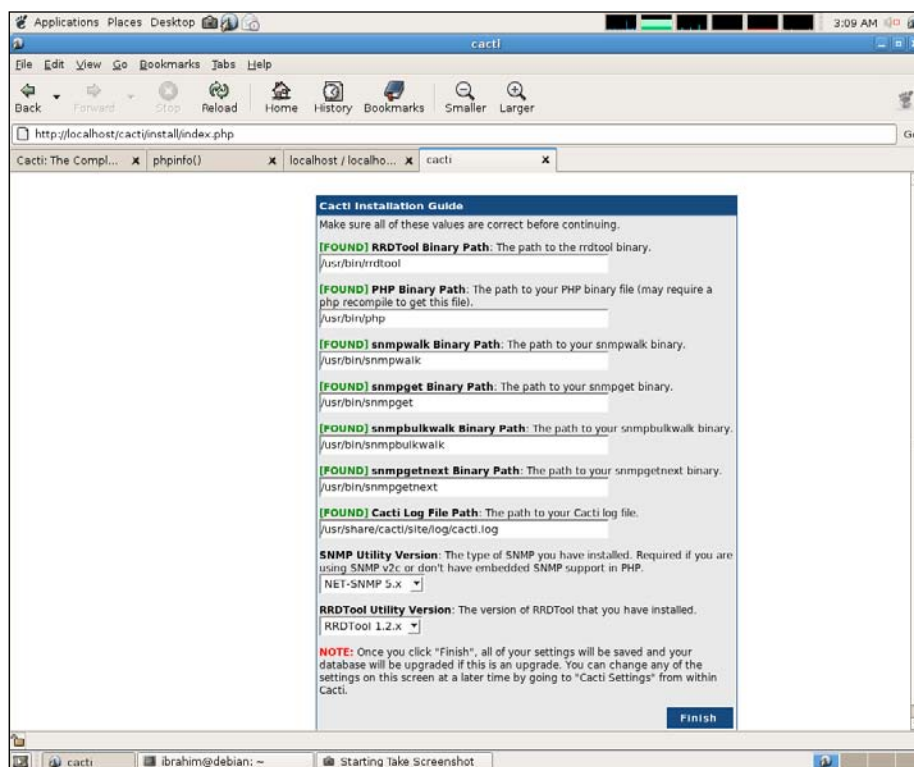 Applications Places Desktop
3:09 AM
cacti
File Edit View Go Bookmarks Tabs Help
Back Forward Stop Reload Home History Bookmarks Smaller Larger
http://localhost/cacti/install/index.php
Cacti: The Compl...
phpinfo()
localhost / localho...
cacti
Cacti Installation Guide
Make sure all of these values are correct before continuing.
[FOUND] RRDTool Binary Path: The path to the rrdtool binary.
/usr/bin/rrdtool
[FOUND] PHP Binary Path: The path to your PHP binary file (may require a
php recompile to get this file).
/usr/bin/php
[FOUND] snmpwalk Binary Path: The path to your snmpwalk binary.
/usr/bin/snmpwalk
[FOUND] snmpget Binary Path: The path to your snmpget binary.
/usr/bin/snmpget
[FOUND] snmpbulkwalk Binary Path: The path to your snmpbulkwalk binary.
/usr/bin/snmpbulkwalk
[FOUND] snmpgetnext Binary Path: The path to your snmpgetnext binary.
/usr/bin/snmpgetnext
[FOUND] Cacti Log File Path: The path to your Cacti log file.
/usr/share/cacti/site/log/cacti.log
SNMP Utility Version: The type of SNMP you have installed. Required if you are
using SNMP v2c or don't have embedded SNMP support in PHP.
NET-SNMP 5.x
RRDTool Utility Version: The version of RRDTool that you have installed.
RRDTool 1.2.x
NOTE: Once you click "Finish", all of your settings will be saved and your
database will be upgraded if this is an upgrade. You can change any of the
settings on this screen at a later time by going to "Cacti Settings" from within
Cacti.
Finish
cacti
ibrahim@debian: ~
Starting Take Screenshot